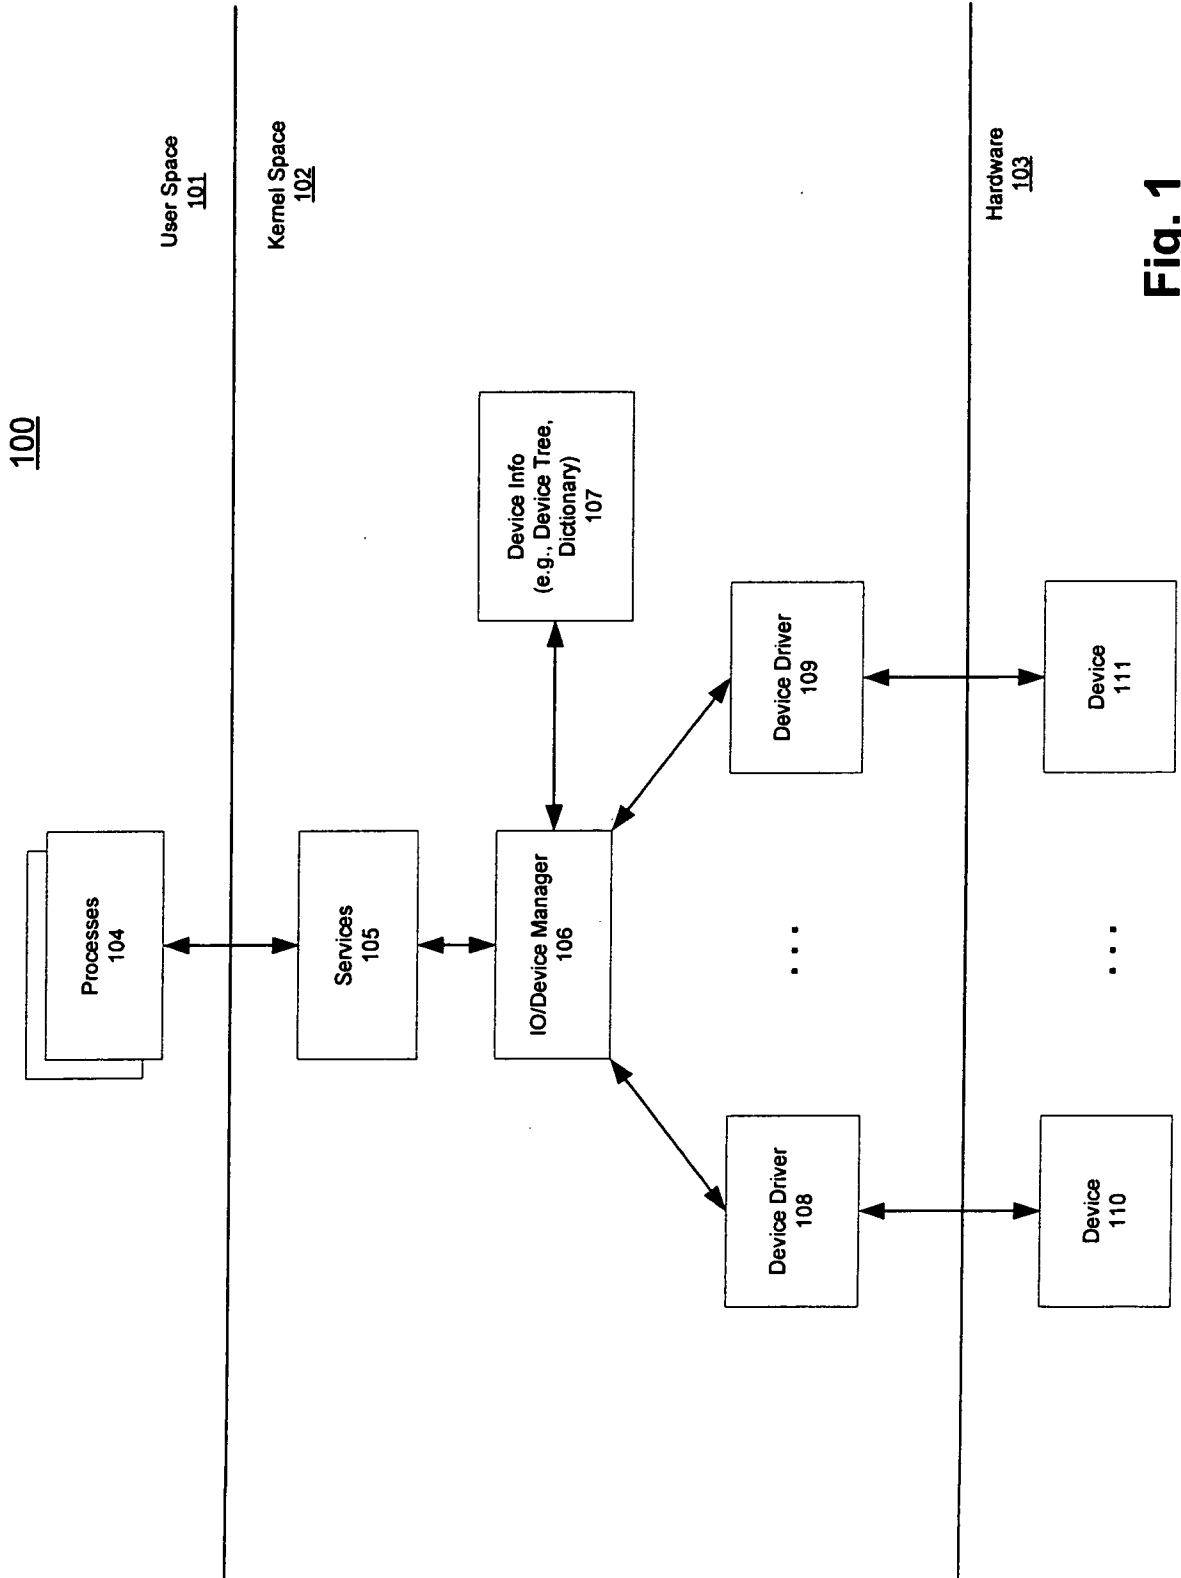 100
User Space
101
Kernel Space
102
Processes
104
Services
105
IO/Device Manager
106
Device Info
(e.g., Device Tree,
Dictionary)
107
Device Driver
108
. . .
Device Driver
109
Hardware
103
Device
110
. . .
Device
111
Fig. 1